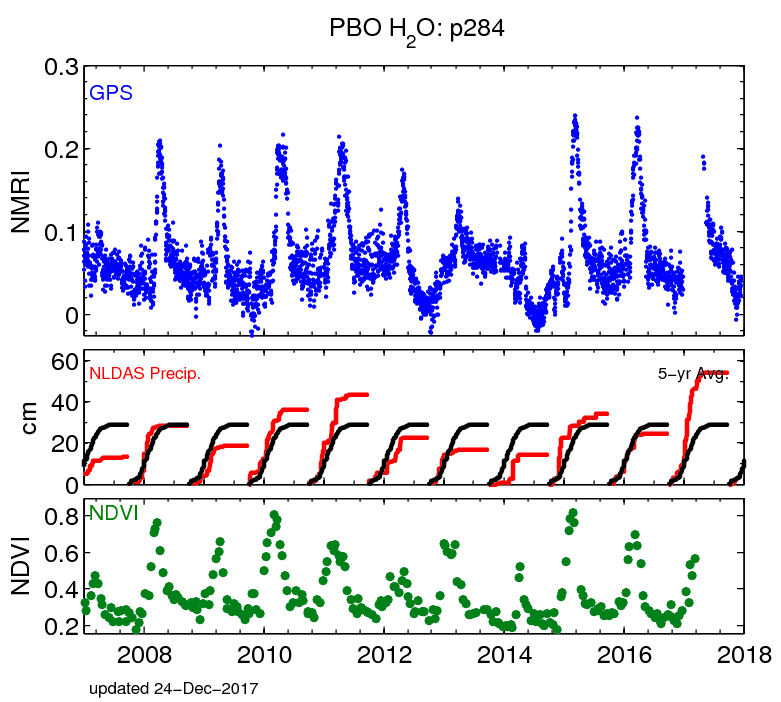 PBO H2O: p284
0.3
GPS
0.2
NMRI
0.1
0
60
NLDAS Precip.
5-yr Avg.
40
cm
20
0
0.8
NDVI
0.6
NDVI
0.4
0.2
2008 2010 2012 2014 2016 2018
updated 24-Dec-2017